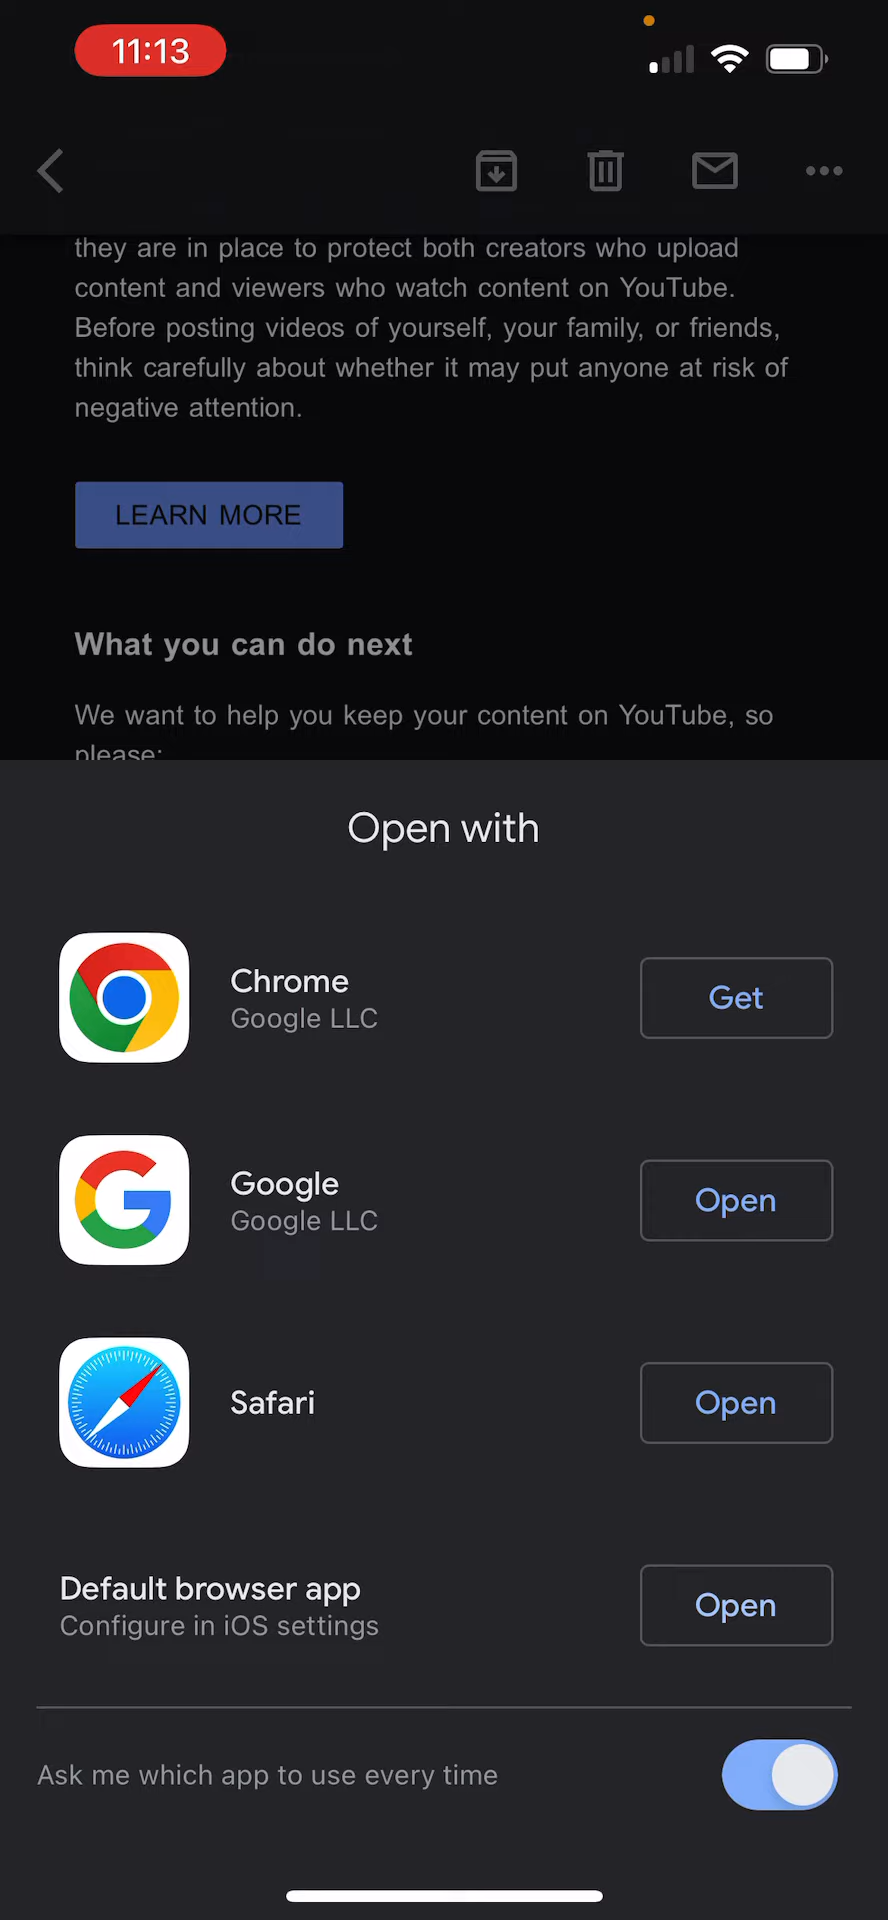 11:13
they are in place to protect both creators who upload
content and viewers who watch content on YouTube.
Before posting videos of yourself, your family, or friends,
think carefully about whether it may put anyone at risk of
negative attention.
LEARN MORE
What you can do next
We want to help you keep your content on YouTube, so
please:
Open with
Chrome
Google LLC
Get
Google
Google LLC
Open
Safari
Open
Default browser app
Configure in iOS settings
Open
Ask me which app to use every time